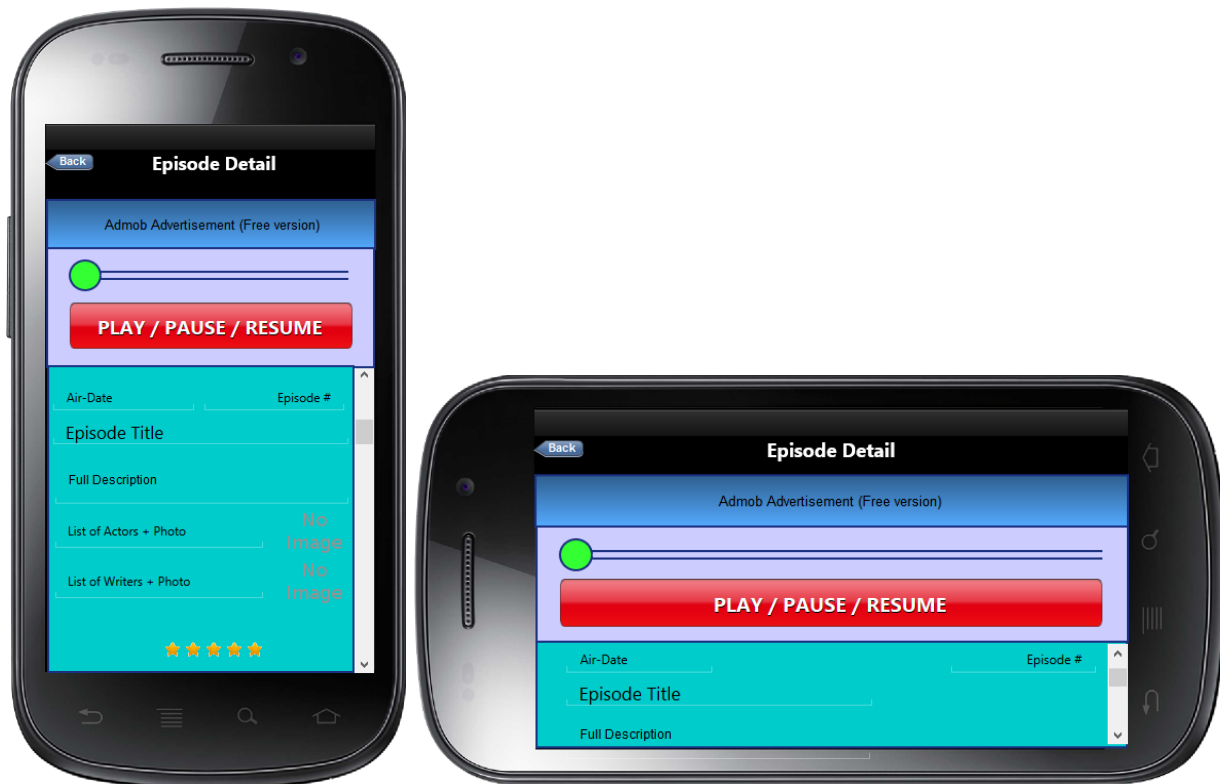 Back
Episode Detail
Admob Advertisement (Free version)
PLAY / PAUSE / RESUME
Air-Date
Episode #
Episode Title
Full Description
List of Actors + Photo
No
Image
List of Writers + Photo
No
Image
Back
Episode Detail
Admob Advertisement (Free version)
PLAY / PAUSE / RESUME
Air-Date
Episode #
Episode Title
Full Description